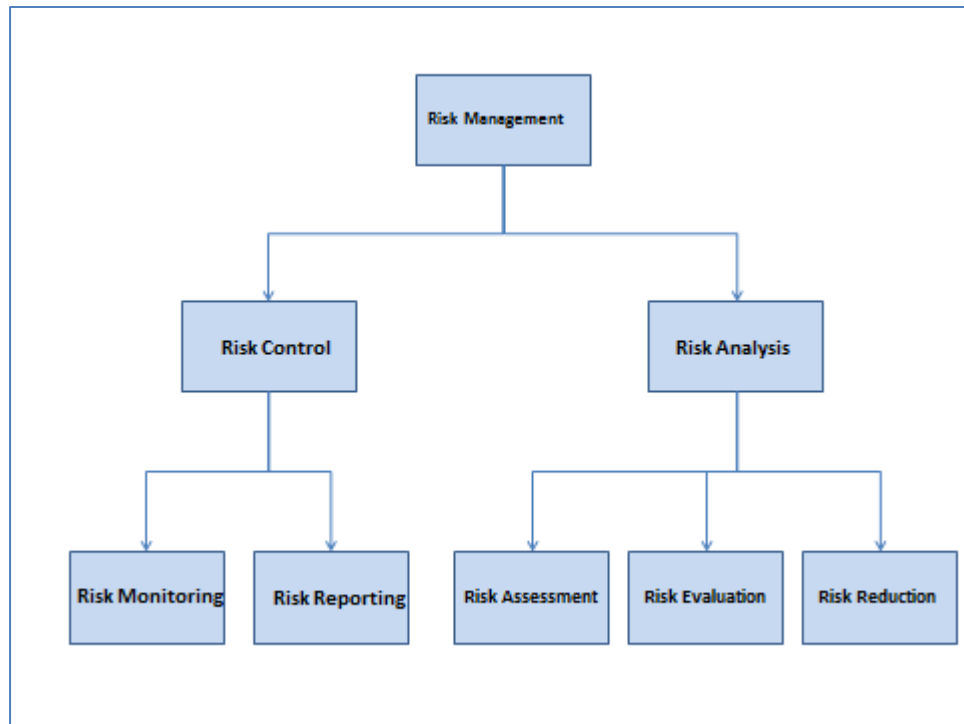 Risk Management
Risk Control
Risk Analysis
Risk Monitoring
Risk Reporting
Risk Assessment
Risk Evaluation
Risk Reduction